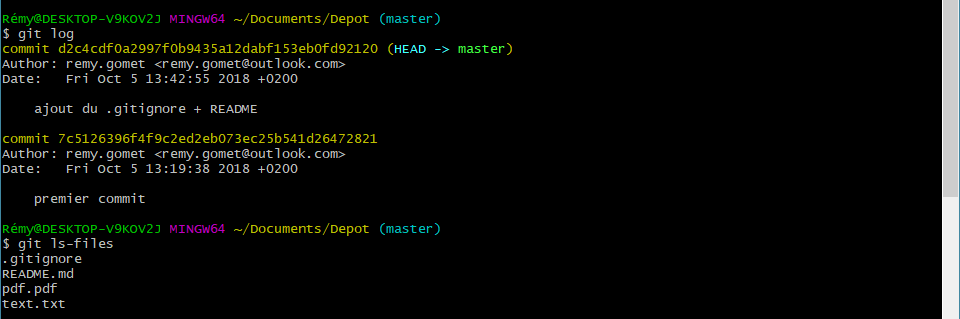 Rémy@DESKTOP-V9KOV2J MINGW64 ~/Documents/Depot (master)
$ git log
commit d2c4cdf0a2997f0b9435a12dabf153eb0fd92120 (HEAD -> master)
Author: remy.gomet <remy.gomet@outlook.com>
Date:   Fri Oct 5 13:42:55 2018 +0200
    ajout du .gitignore + README
commit 7c5126396f4f9c2ed2eb073ec25b541d26472821
Author: remy.gomet <remy.gomet@outlook.com>
Date:   Fri Oct 5 13:19:38 2018 +0200
    premier commit
Rémy@DESKTOP-V9KOV2J MINGW64 ~/Documents/Depot (master)
$ git ls-files
.gitignore
README.md
pdf.pdf
text.txt